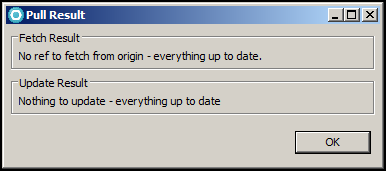 Pull Result
Fetch Result
No ref to fetch from origin - everything up to date.
Update Result
Nothing to update - everything up to date
OK